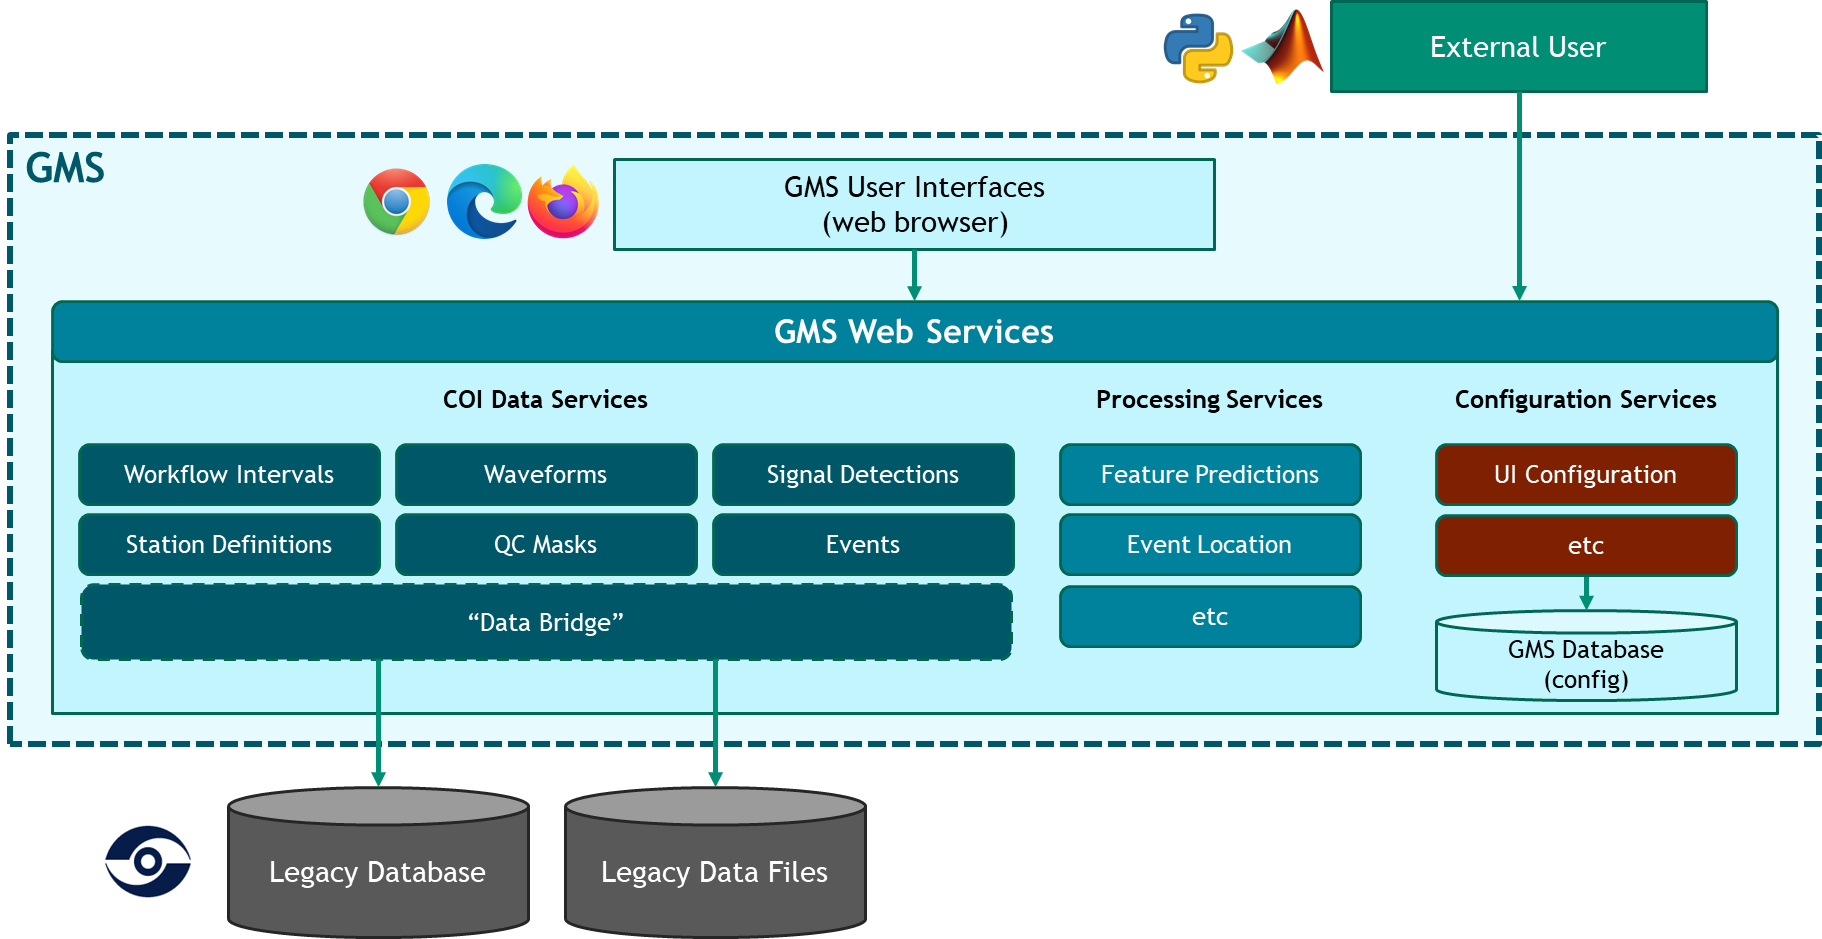 External User
GMS
GMS User Interfaces
(web browser)
GMS Web Services
COI Data Services
Processing Services
Configuration Services
Workflow Intervals
Waveforms
Signal Detections
Feature Predictions
UI Configuration
Station Definitions
QC Masks
Events
Event Location
etc
“Data Bridge”
etc
GMS Database
(config)
Legacy Database
Legacy Data Files